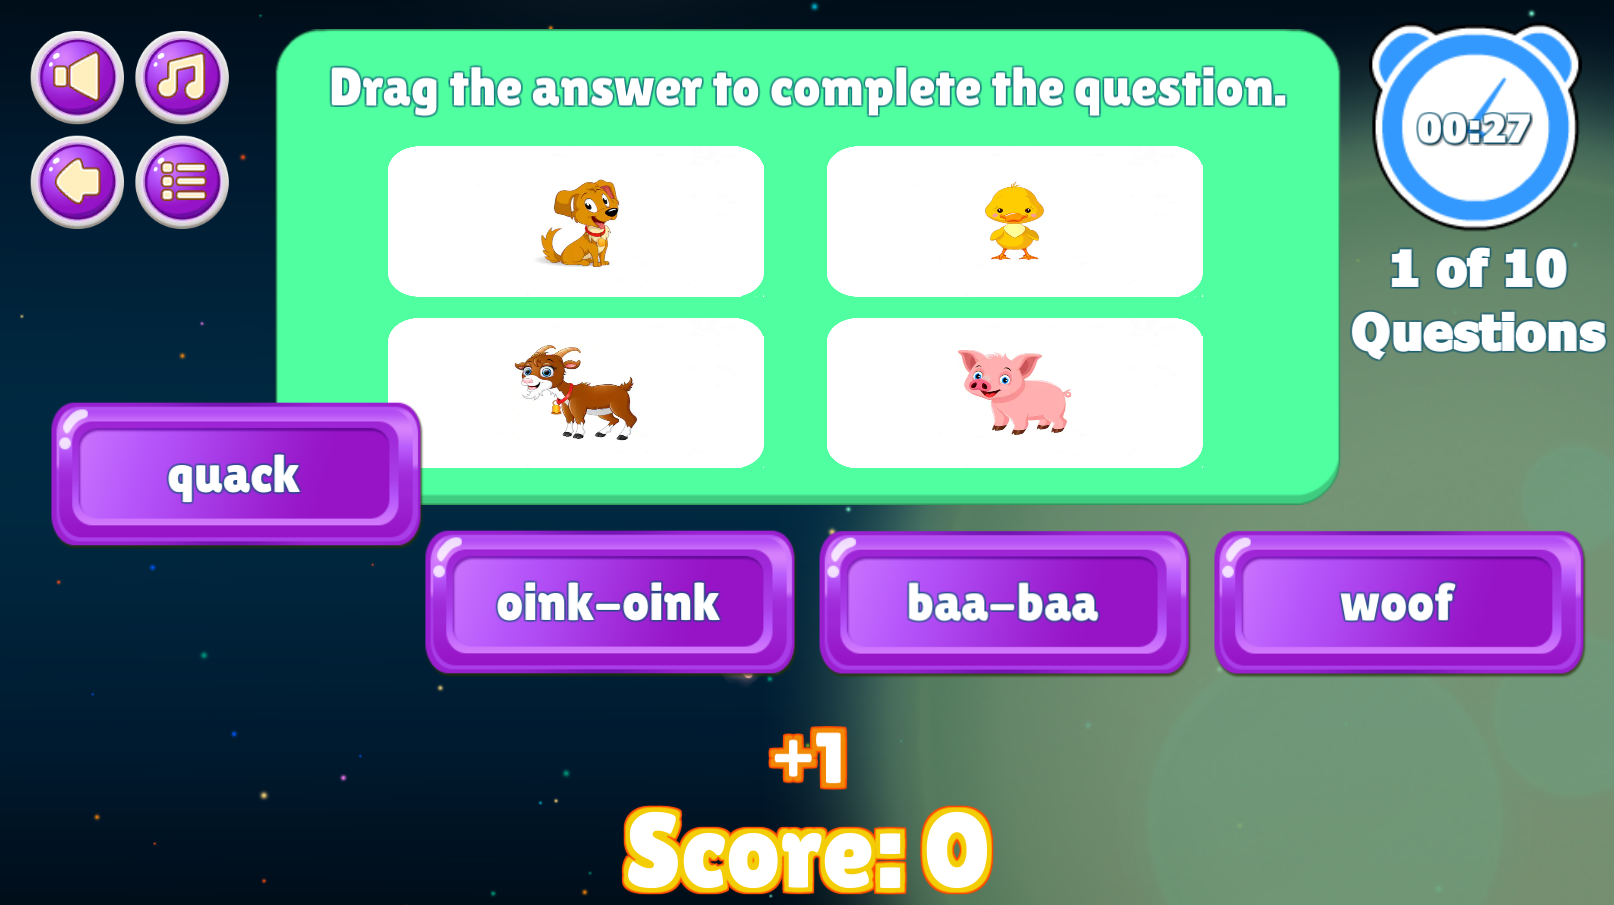 Drag the answer to complete the question.
00:27
1 of 10
Questions
quack
oink-oink
baa-baa
woof
+1
Score: 0